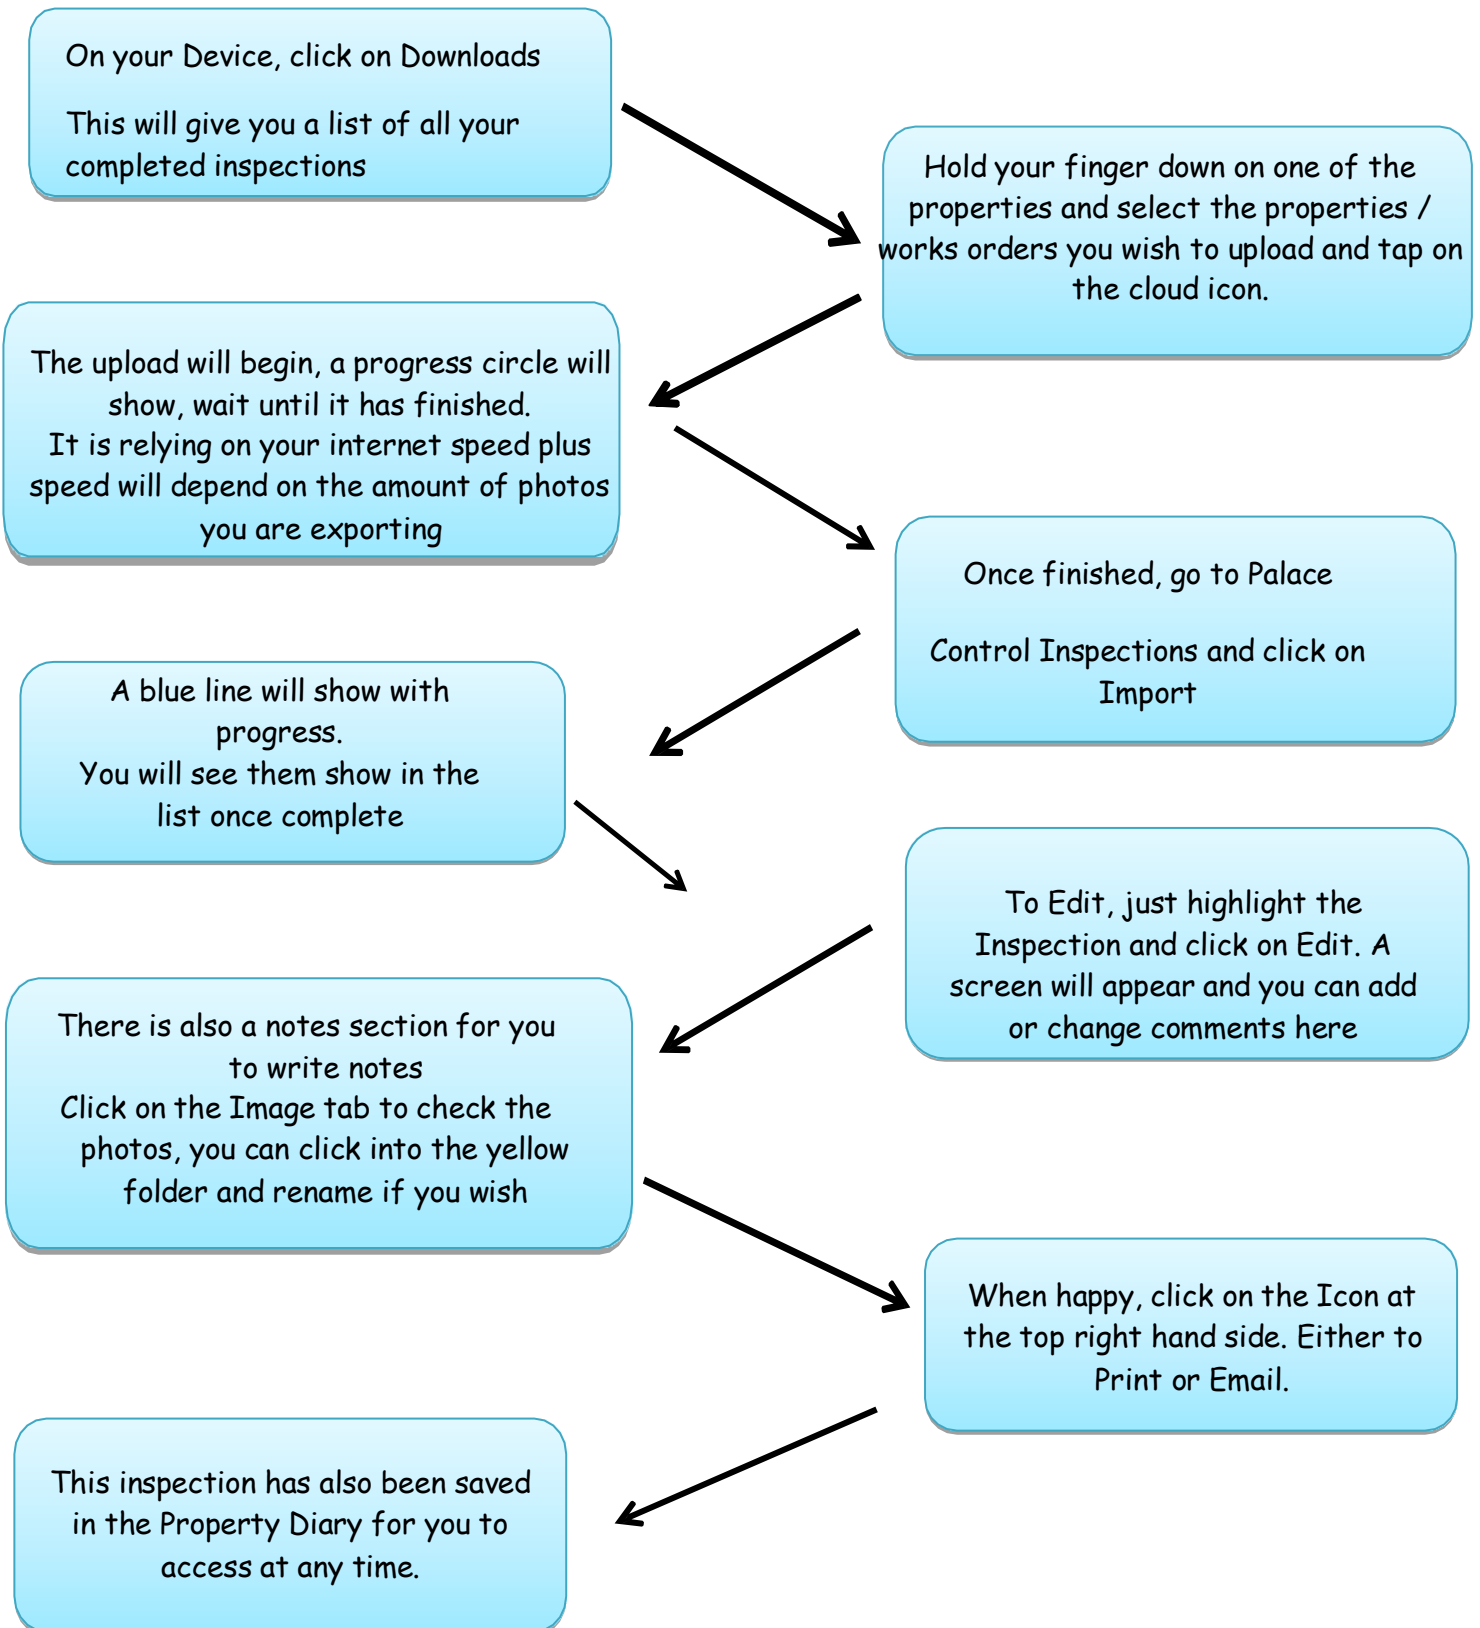 On your Device, click on Downloads
This will give you a list of all your
completed inspections
Hold your finger down on one of the
properties and select the properties /
works orders you wish to upload and tap on
the cloud icon.
The upload will begin, a progress circle will
show, wait until it has finished.
It is relying on your internet speed plus
speed will depend on the amount of photos
you are exporting
Once finished, go to Palace
Control Inspections and click on
Import
A blue line will show with
progress.
You will see them show in the
list once complete
To Edit, just highlight the
Inspection and click on Edit. A
screen will appear and you can add
or change comments here
There is also a notes section for you
to write notes
Click on the Image tab to check the
photos, you can click into the yellow
folder and rename if you wish
When happy, click on the Icon at
the top right hand side. Either to
Print or Email.
This inspection has also been saved
in the Property Diary for you to
access at any time.